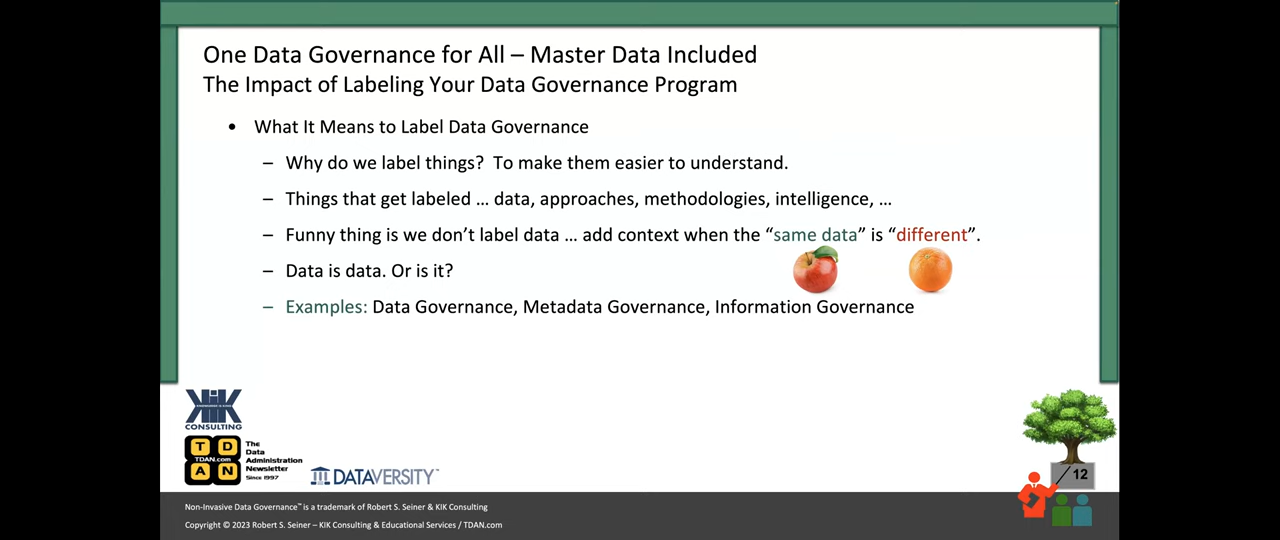 One Data Governance for All – Master Data Included
The Impact of Labeling Your Data Governance Program
• What It Means to Label Data Governance
– Why do we label things? To make them easier to understand.
– Things that get labeled … data, approaches, methodologies, intelligence, …
– Funny thing is we don’t label data … add context when the “same data” is “different”.
– Data is data. Or is it?
– Examples: Data Governance, Metadata Governance, Information Governance
KIK
CONSULTING
T D
TDAN.com
A N
The
Data
Administration
Newsletter
Since 1997
DATAVERSITY
12
Non-Invasive Data Governance™ is a trademark of Robert S. Seiner & KIK Consulting
Copyright © 2023 Robert S. Seiner – KIK Consulting & Educational Services / TDAN.com